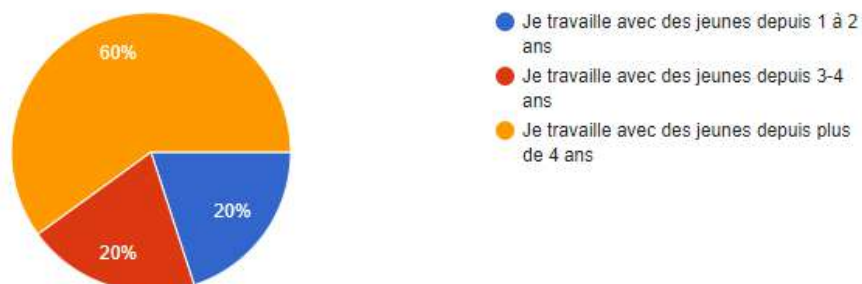 60%
20%
20%
Je travaille avec des jeunes depuis 1 à 2
ans
Je travaille avec des jeunes depuis 3-4
ans
Je travaille avec des jeunes depuis plus
de 4 ans